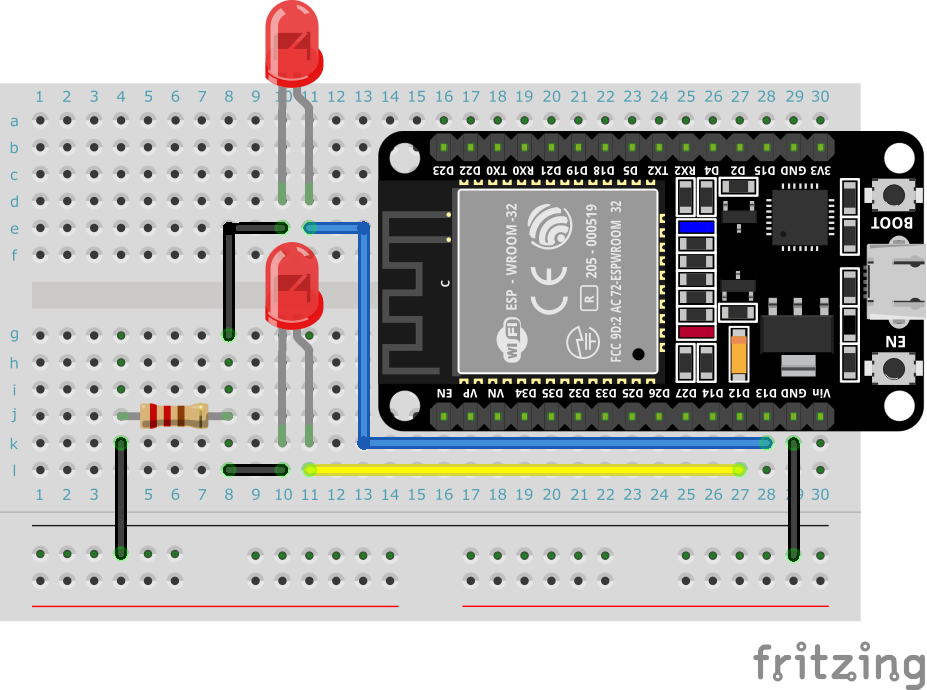 1 2 3 4 5 6 7 8 9 10 11 12 13 14 15 16 17 18 19 20 21 22 23 24 25 26 27 28 29 30
a
b
c
D23 D22 TX0 RX0 D21 D19 D18 D5 TX2 RX2 D4 D2 D15 GND 3V3
d
e
f
BOOT
ESP - WROOM-32
CE
Wi Fi
R
205 - 000519
FCC 9D:2 AC 72-ESPWROOM 32
C
EN
g
h
i
j
k
l
EN VP VN D34 D35 D32 D33 D25 D26 D27 D14 D12 D13 GND Vin
1 2 3 5 6 7 8 9 10 11 12 13 14 15 16 17 18 19 20 21 22 23 24 25 26 27 28 29 30
fritzing